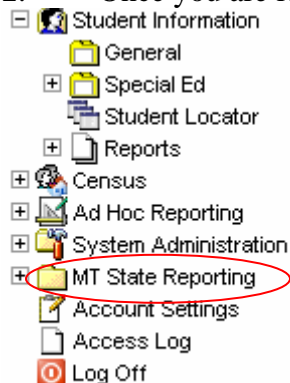 Student Information
General
Special Ed
Student Locator
Reports
Census
Ad Hoc Reporting
System Administration
MT State Reporting
Account Settings
Access Log
Log Off